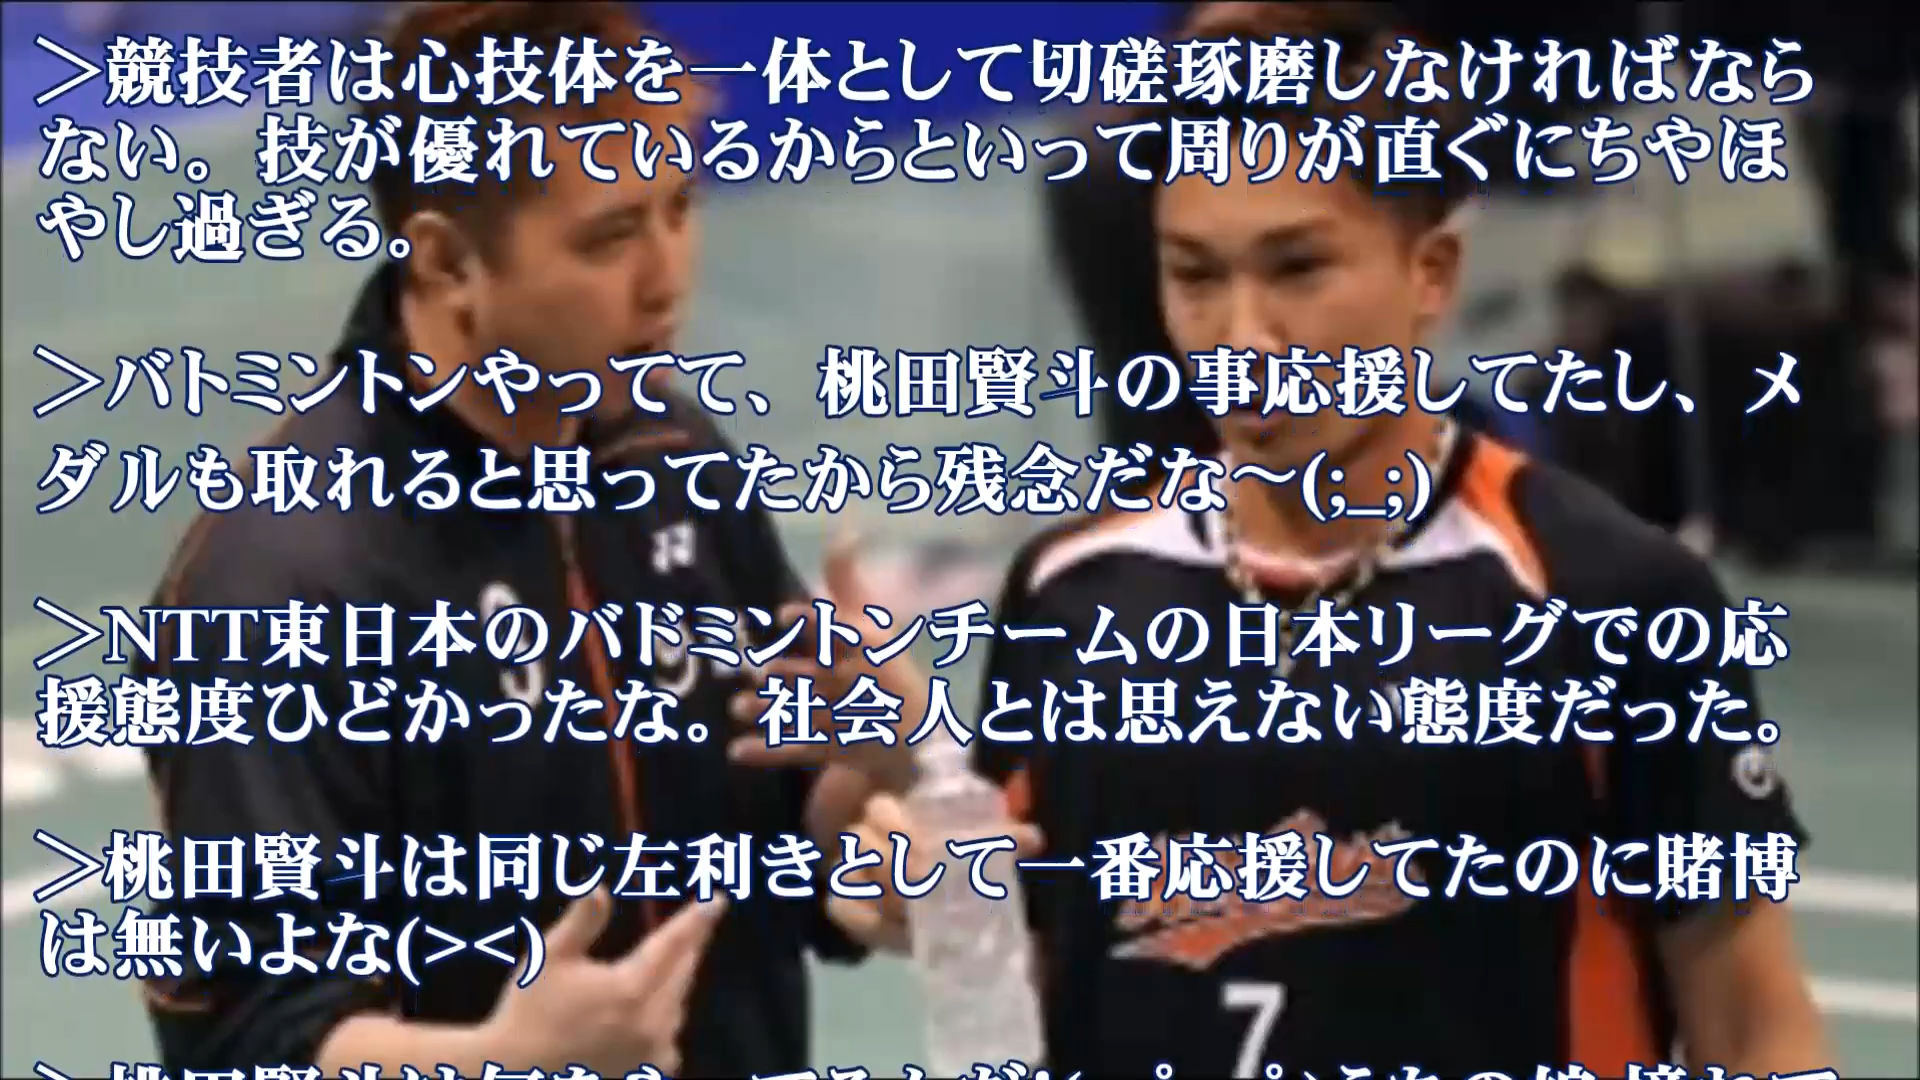 ＞競技者は心技体を一体として切磋琢磨しなければなら
ない。技が優れているからといって周りが直ぐにちやほ
やし過ぎる。
＞バトミントンやってて、桃田賢斗の事応援してたし、メ
ダルも取れると思ってたから残念だな〜(;_;)
＞NTT東日本のバドミントンチームの日本リーグでの応
援態度ひどかったな。社会人とは思えない態度だった。
＞桃田賢斗は同じ左利きとして一番応援してたのに賭博
は無いよな(><)
7
＞桃田賢斗は何を